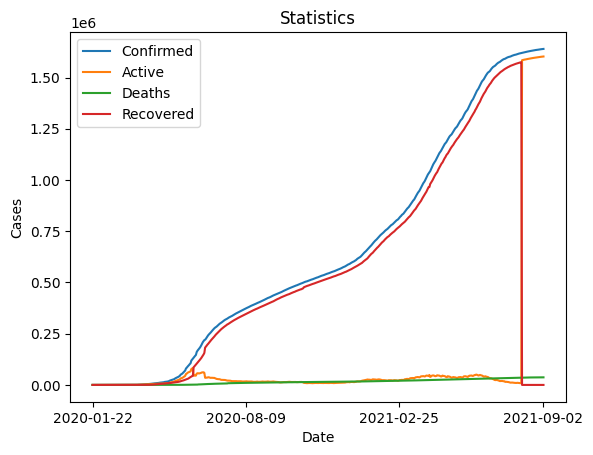 Statistics
1e6
Confirmed
Active
Deaths
Recovered
1.50
1.25
1.00
0.75
0.50
0.25
0.00
Cases
2020-01-22 2020-08-09 2021-02-25 2021-09-02
Date